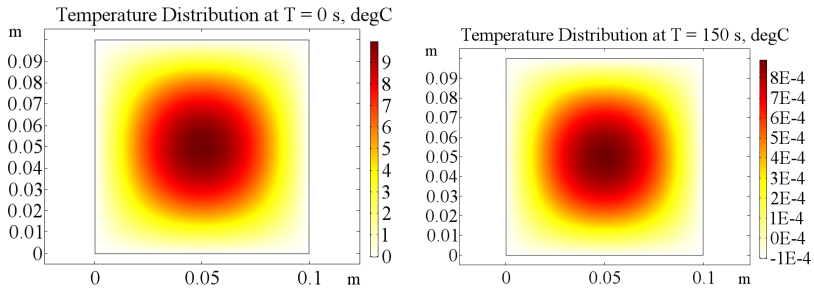 Temperature Distribution at T = 0 s, degC
m
0.09
0.08
0.07
0.06
0.05
0.04
0.03
0.02
0.01
0
0 0.05 0.1 m
9
8
7
6
5
4
3
2
1
0
Temperature Distribution at T = 150 s, degC
m
0.09
0.08
0.07
0.06
0.05
0.04
0.03
0.02
0.01
0
0 0.05 0.1 m
8E-4
7E-4
6E-4
5E-4
4E-4
3E-4
2E-4
1E-4
0E-4
-1E-4